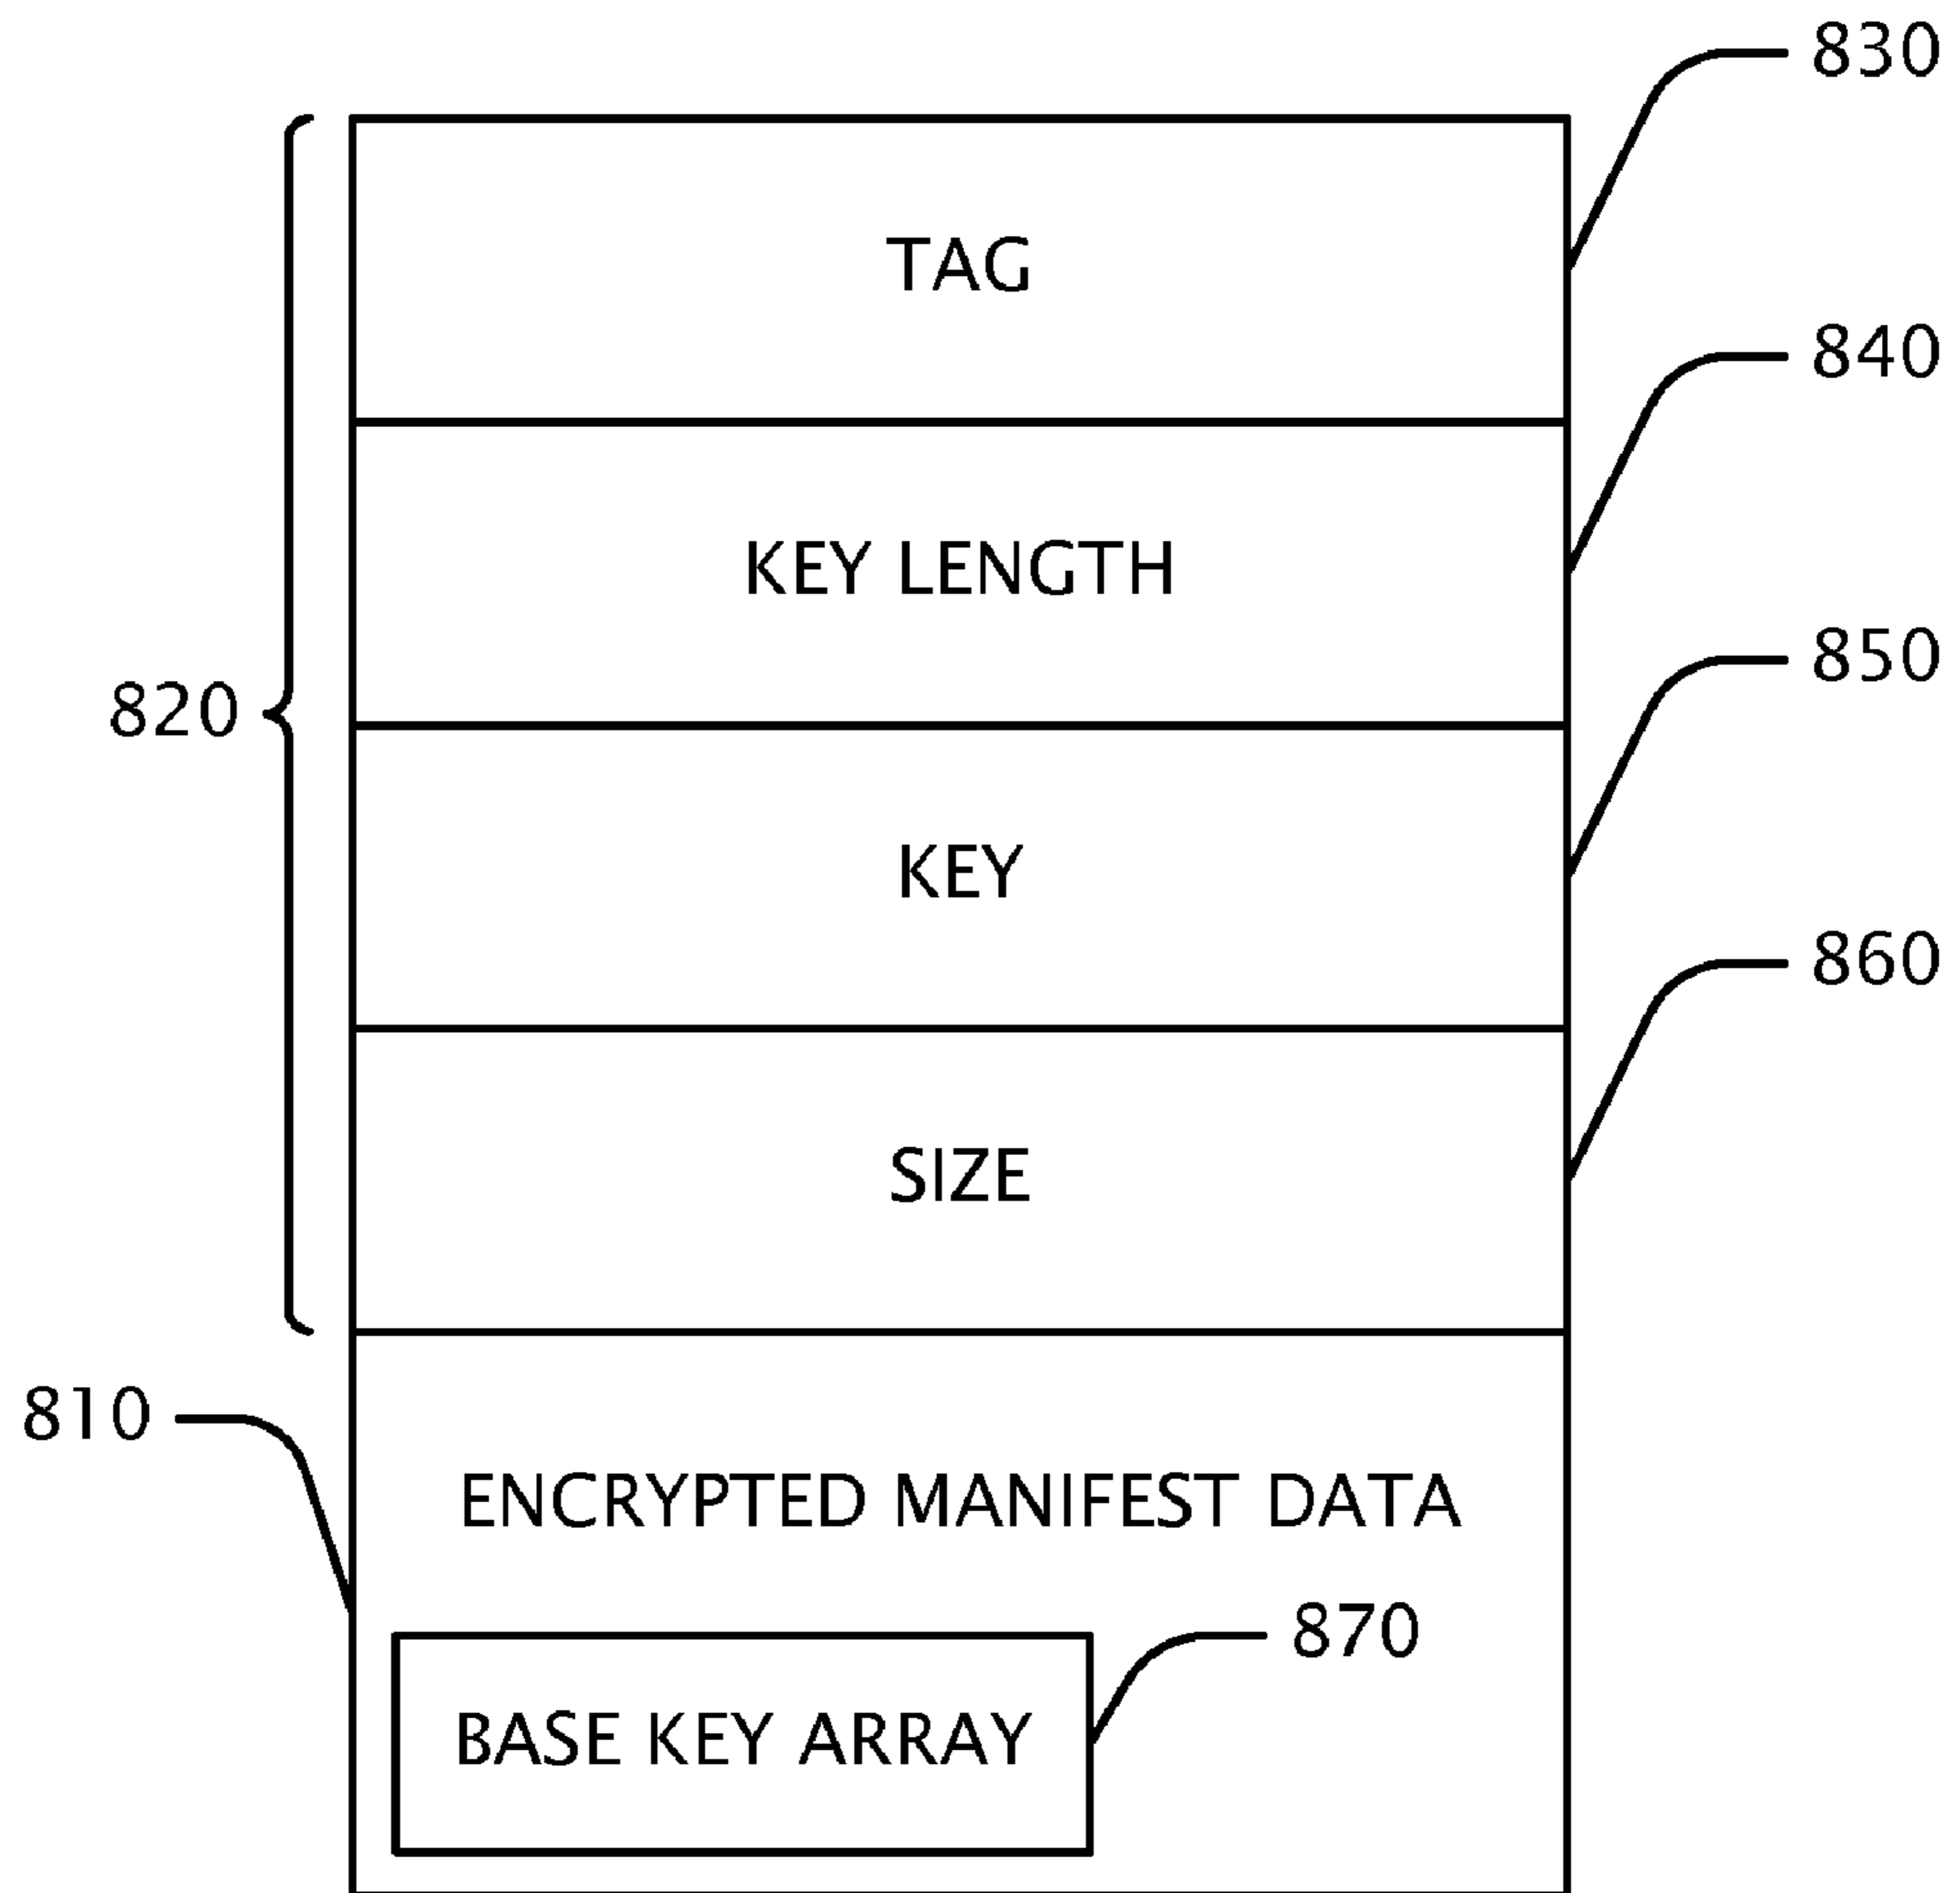 830
TAG
840
KEY LENGTH
850
820
KEY
860
SIZE
810
ENCRYPTED MANIFEST DATA
870
BASE KEY ARRAY